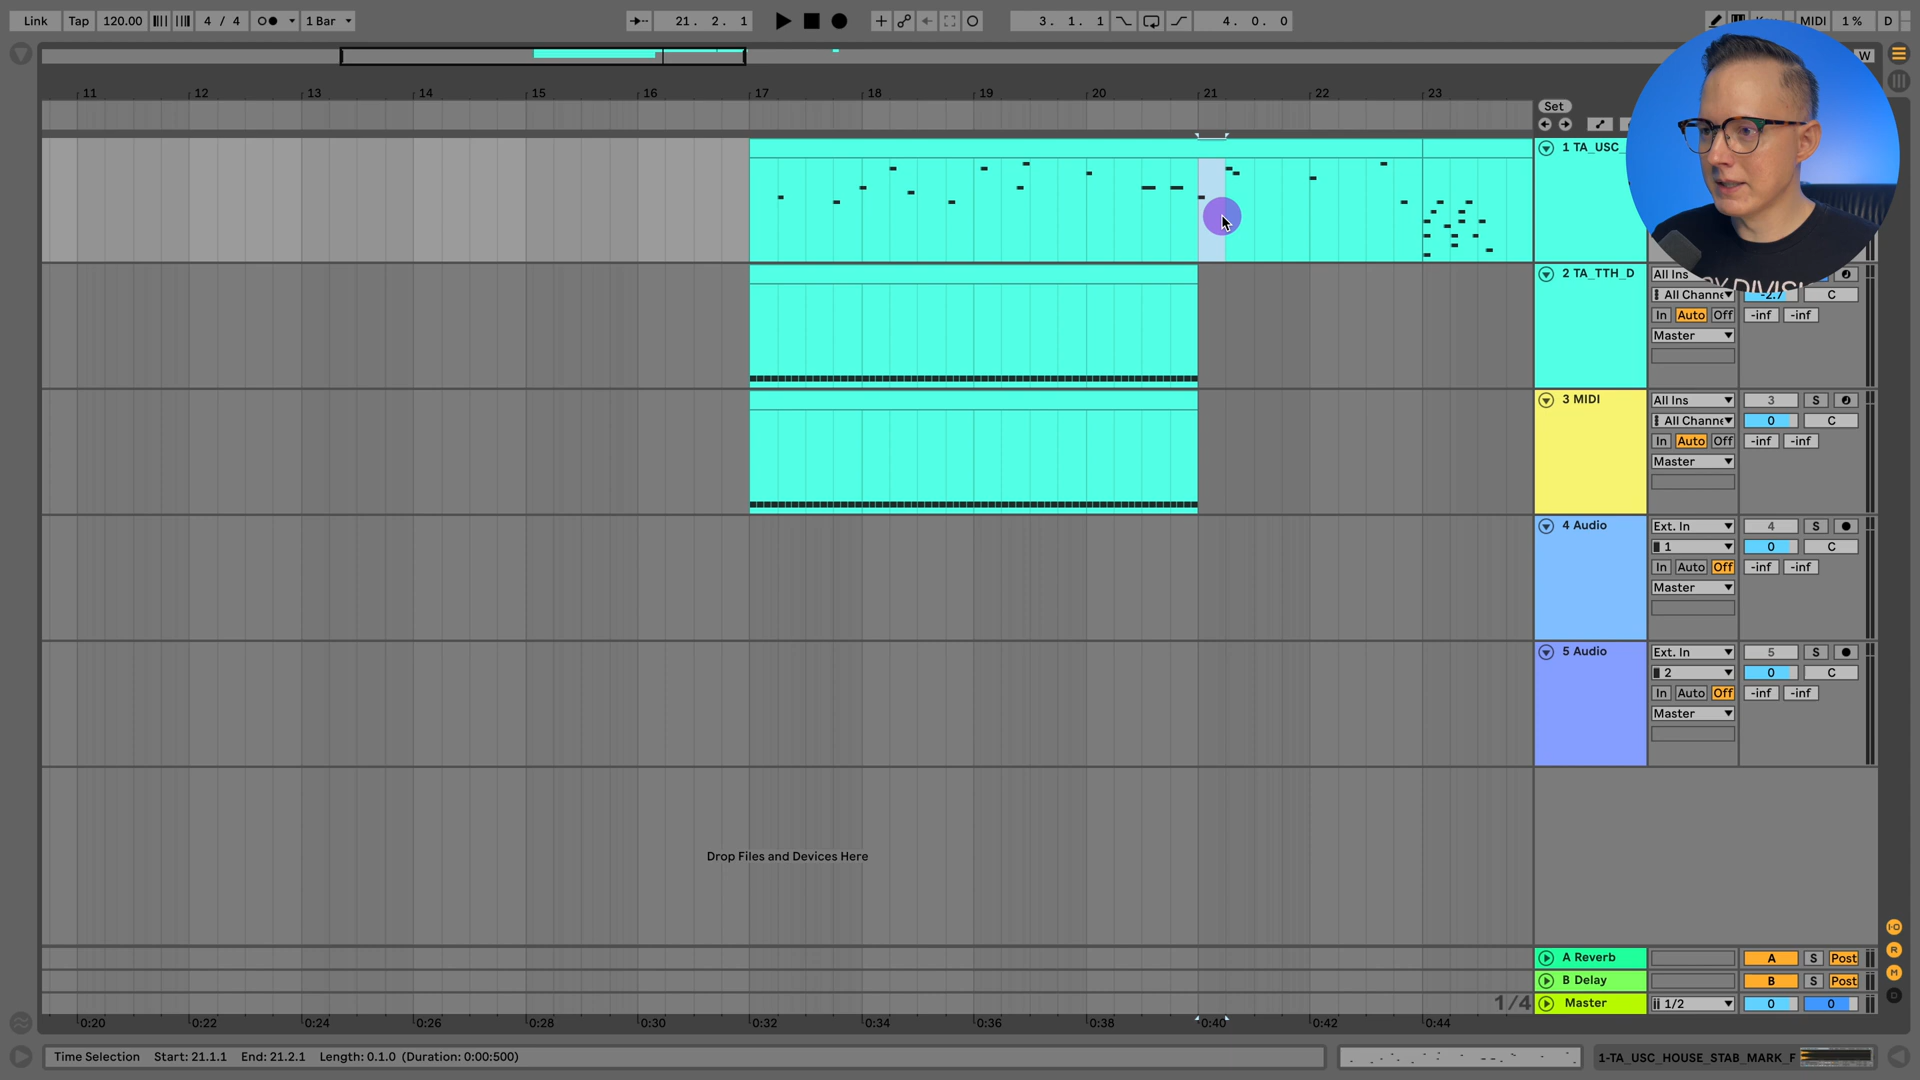 Link Tap 120.00 4 / 4 1 Bar 21. 2. 1 3. 1. 1 4. 0. 0 MIDI 1 % D
W
11 12 13 14 15 16 17 18 19 20 21 22 23
Set
1 TA_USC_
2 TA_TTH_D All Ins
All Channe -2.7 C
In Auto Off -inf -inf
Master
3 MIDI All Ins 3 S
All Channe 0 C
In Auto Off -inf -inf
Master
4 Audio Ext. In 4 S
1 0 C
In Auto Off -inf -inf
Master
5 Audio Ext. In 5 S
2 0 C
In Auto Off -inf -inf
Master
Drop Files and Devices Here
A Reverb A S Post
B Delay B S Post
1/4 Master 1/2 0 0
0:20 0:22 0:24 0:26 0:28 0:30 0:32 0:34 0:36 0:38 0:40 0:42 0:44
I·O
R
M
D
Time Selection Start: 21.1.1 End: 21.2.1 Length: 0.1.0 (Duration: 0:00:500) 1-TA_USC_HOUSE_STAB_MARK_F